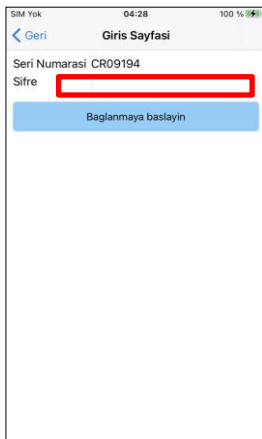 SIM Yok 04:28 100 %
Geri Giris Sayfasi
Seri Numarasi CR09194
Sifre
Baglanmaya baslayin